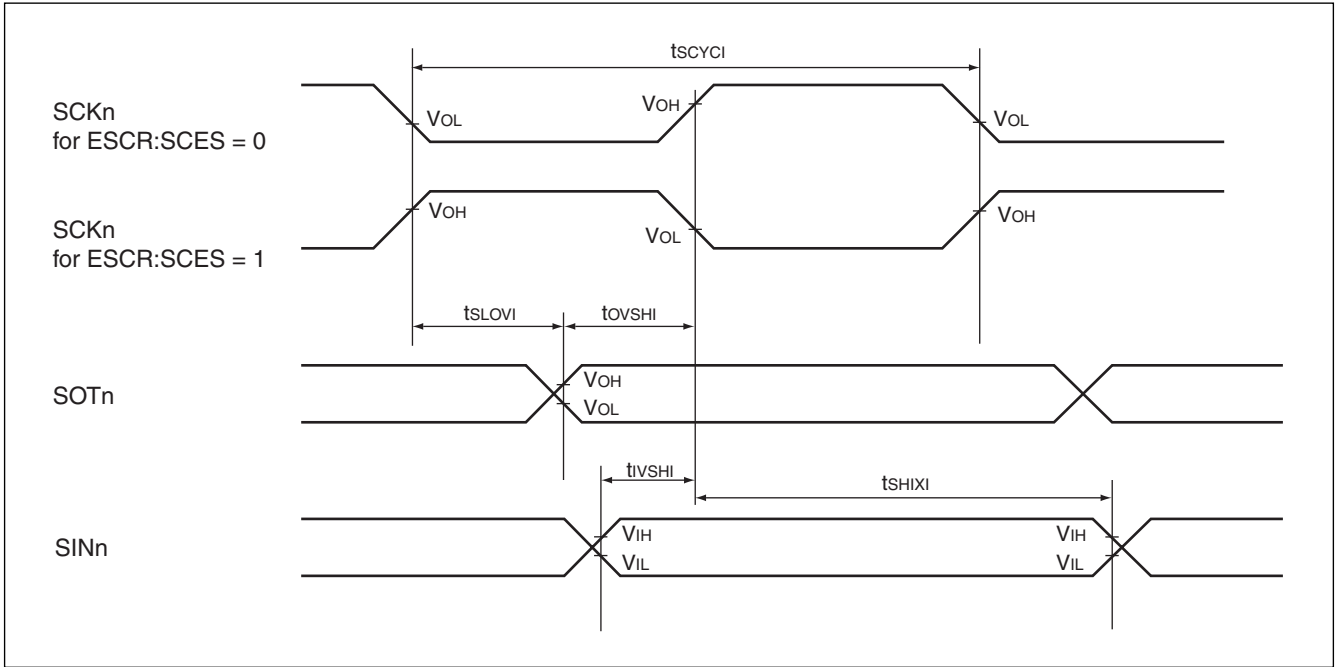 tSCYCI
SCKn
for ESCR:SCES = 0
VOL
VOH
VOL
SCKn
for ESCR:SCES = 1
VOH
VOL
VOH
tSLOVI
tOVSHI
SOTn
VOH
VOL
tIVSHI
tSHIXI
SINn
VIH
VIL
VIH
VIL